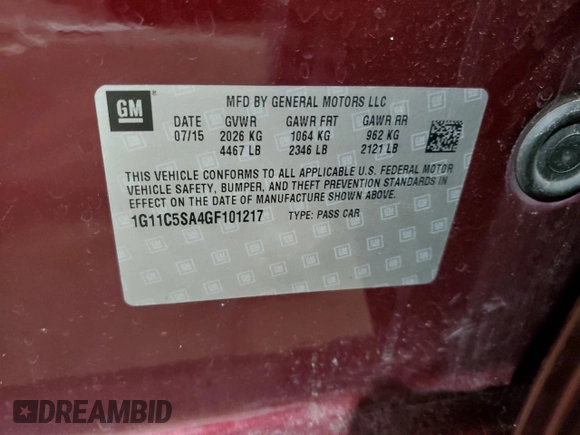 GM
MFD BY GENERAL MOTORS LLC
DATE GVWR GAWR FRT GAWR RR
07/15 2026 KG 1064 KG 962 KG
4467 LB 2346 LB 2121 LB
THIS VEHICLE CONFORMS TO ALL APPLICABLE U.S. FEDERAL MOTOR
VEHICLE SAFETY, BUMPER, AND THEFT PREVENTION STANDARDS IN
EFFECT ON THE DATE OF MANUFACTURE SHOWN ABOVE.
1G11C5SA4GF101217 TYPE: PASS CAR
DREAMBID